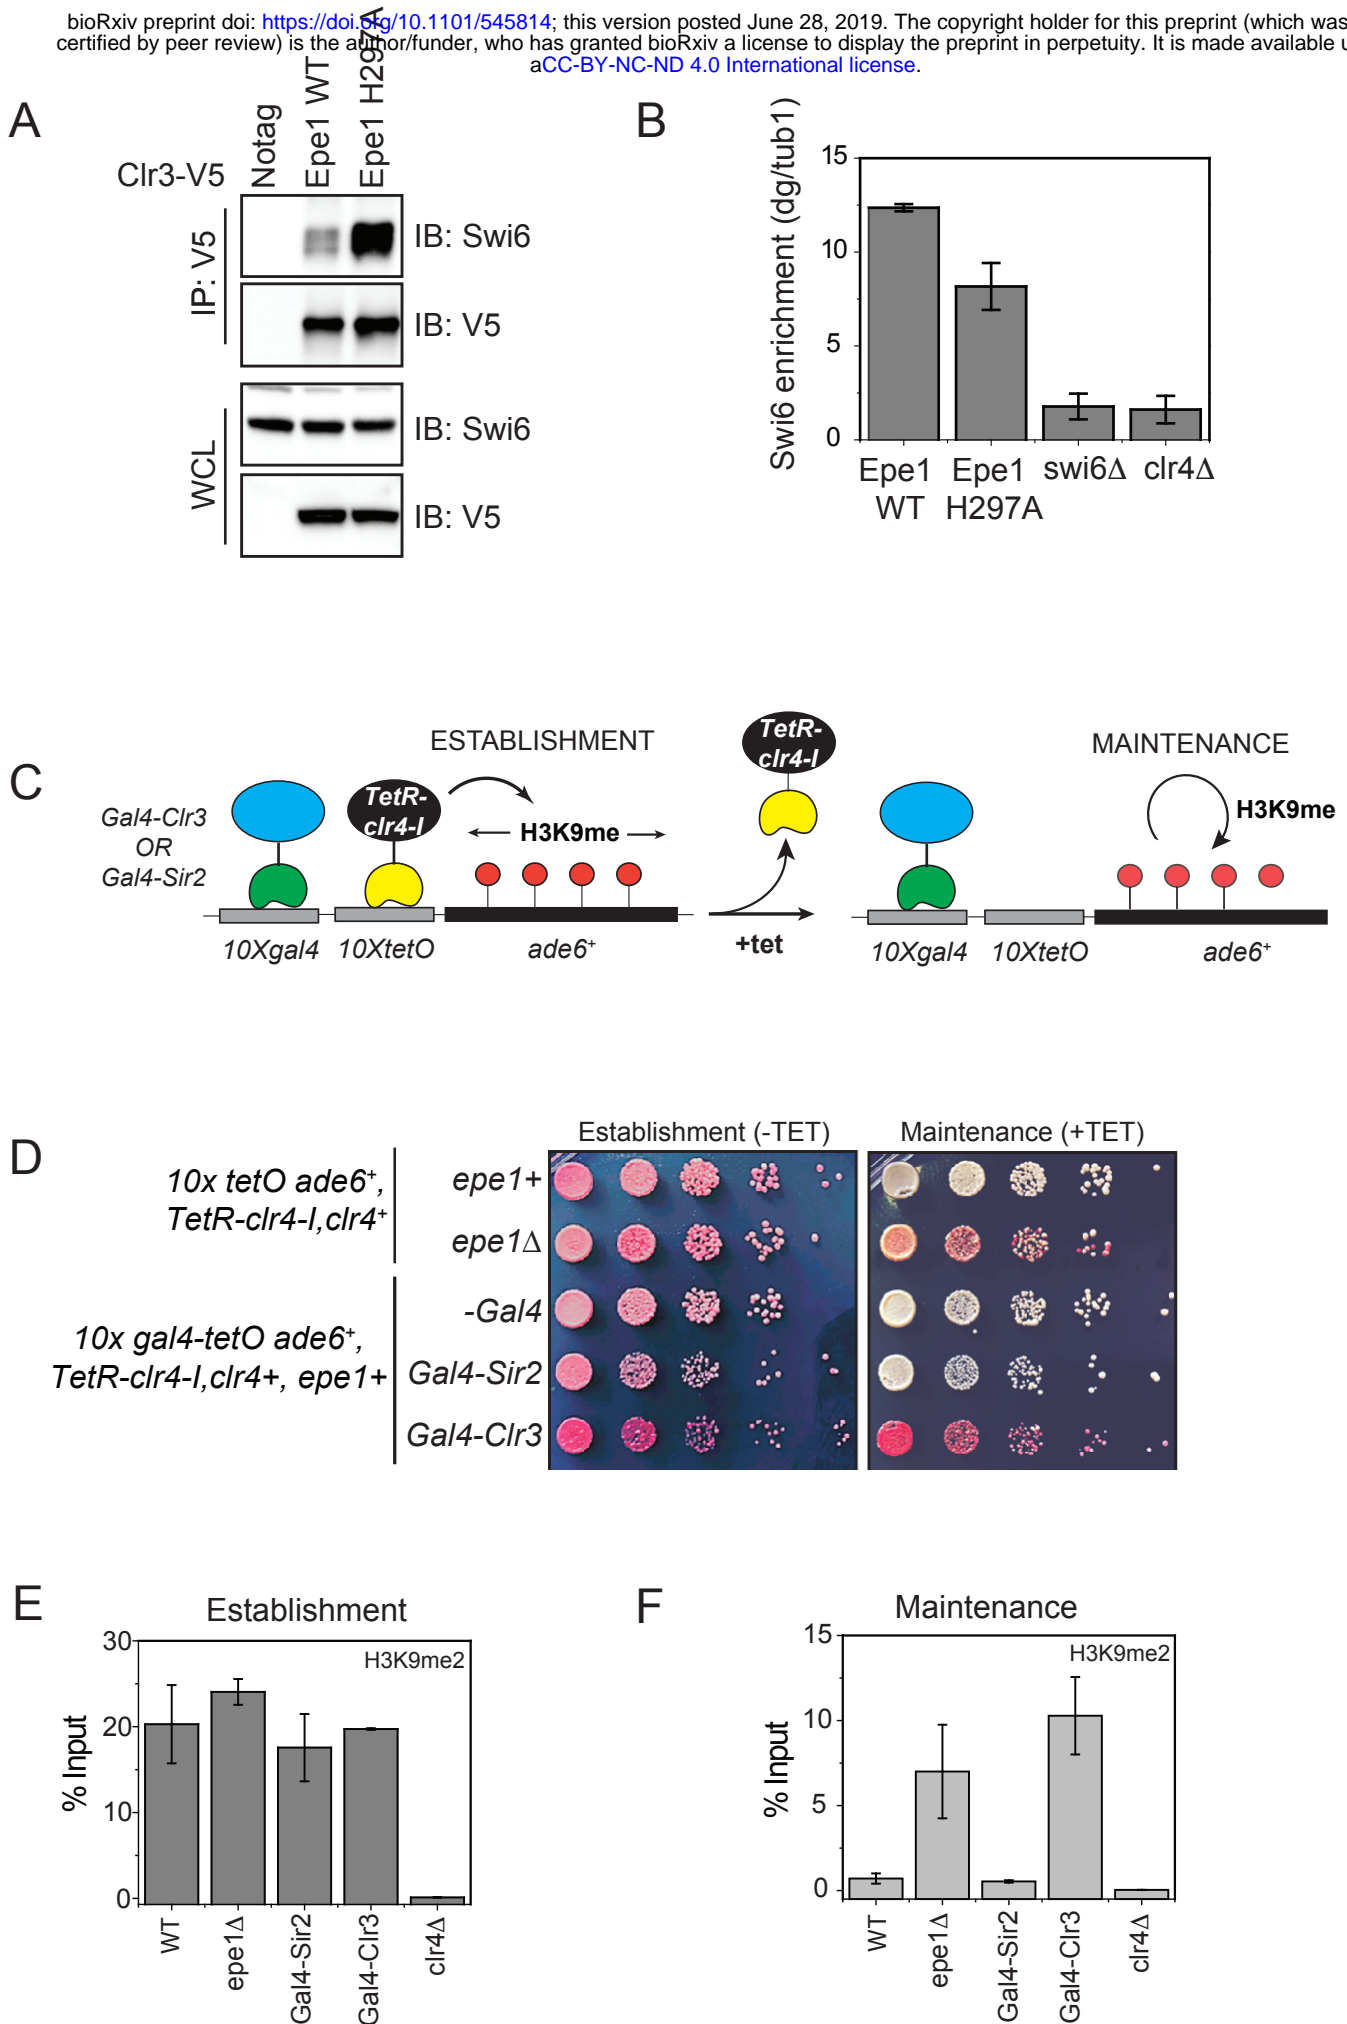 bioRxiv preprint doi: https://doi.org/10.1101/545814; this version posted June 28, 2019. The copyright holder for this preprint (which was
certified by peer review) is the author/funder, who has granted bioRxiv a license to display the preprint in perpetuity. It is made available u
aCC-BY-NC-ND 4.0 International license.
A
Clr3-V5
Notag
Epe1 WT
Epe1 H297A
IP: V5
IB: Swi6
IB: V5
WCL
IB: Swi6
IB: V5
B
Swi6 enrichment (dg/tub1)
15
10
5
0
Epe1 WT
Epe1 H297A
swi6Δ
clr4Δ
C
Gal4-Clr3
OR
Gal4-Sir2
ESTABLISHMENT
TetR-
clr4-I
H3K9me
10Xgal4
10XtetO
ade6+
TetR-
clr4-I
+tet
MAINTENANCE
H3K9me
10Xgal4
10XtetO
ade6+
D
Establishment (-TET)
Maintenance (+TET)
10x tetO ade6+,
TetR-clr4-I,clr4+
epe1+
epe1Δ
10x gal4-tetO ade6+,
TetR-clr4-I,clr4+, epe1+
-Gal4
Gal4-Sir2
Gal4-Clr3
E
Establishment
H3K9me2
% Input
30
20
10
0
WT
epe1Δ
Gal4-Sir2
Gal4-Clr3
clr4Δ
F
Maintenance
H3K9me2
% Input
15
10
5
0
WT
epe1Δ
Gal4-Sir2
Gal4-Clr3
clr4Δ